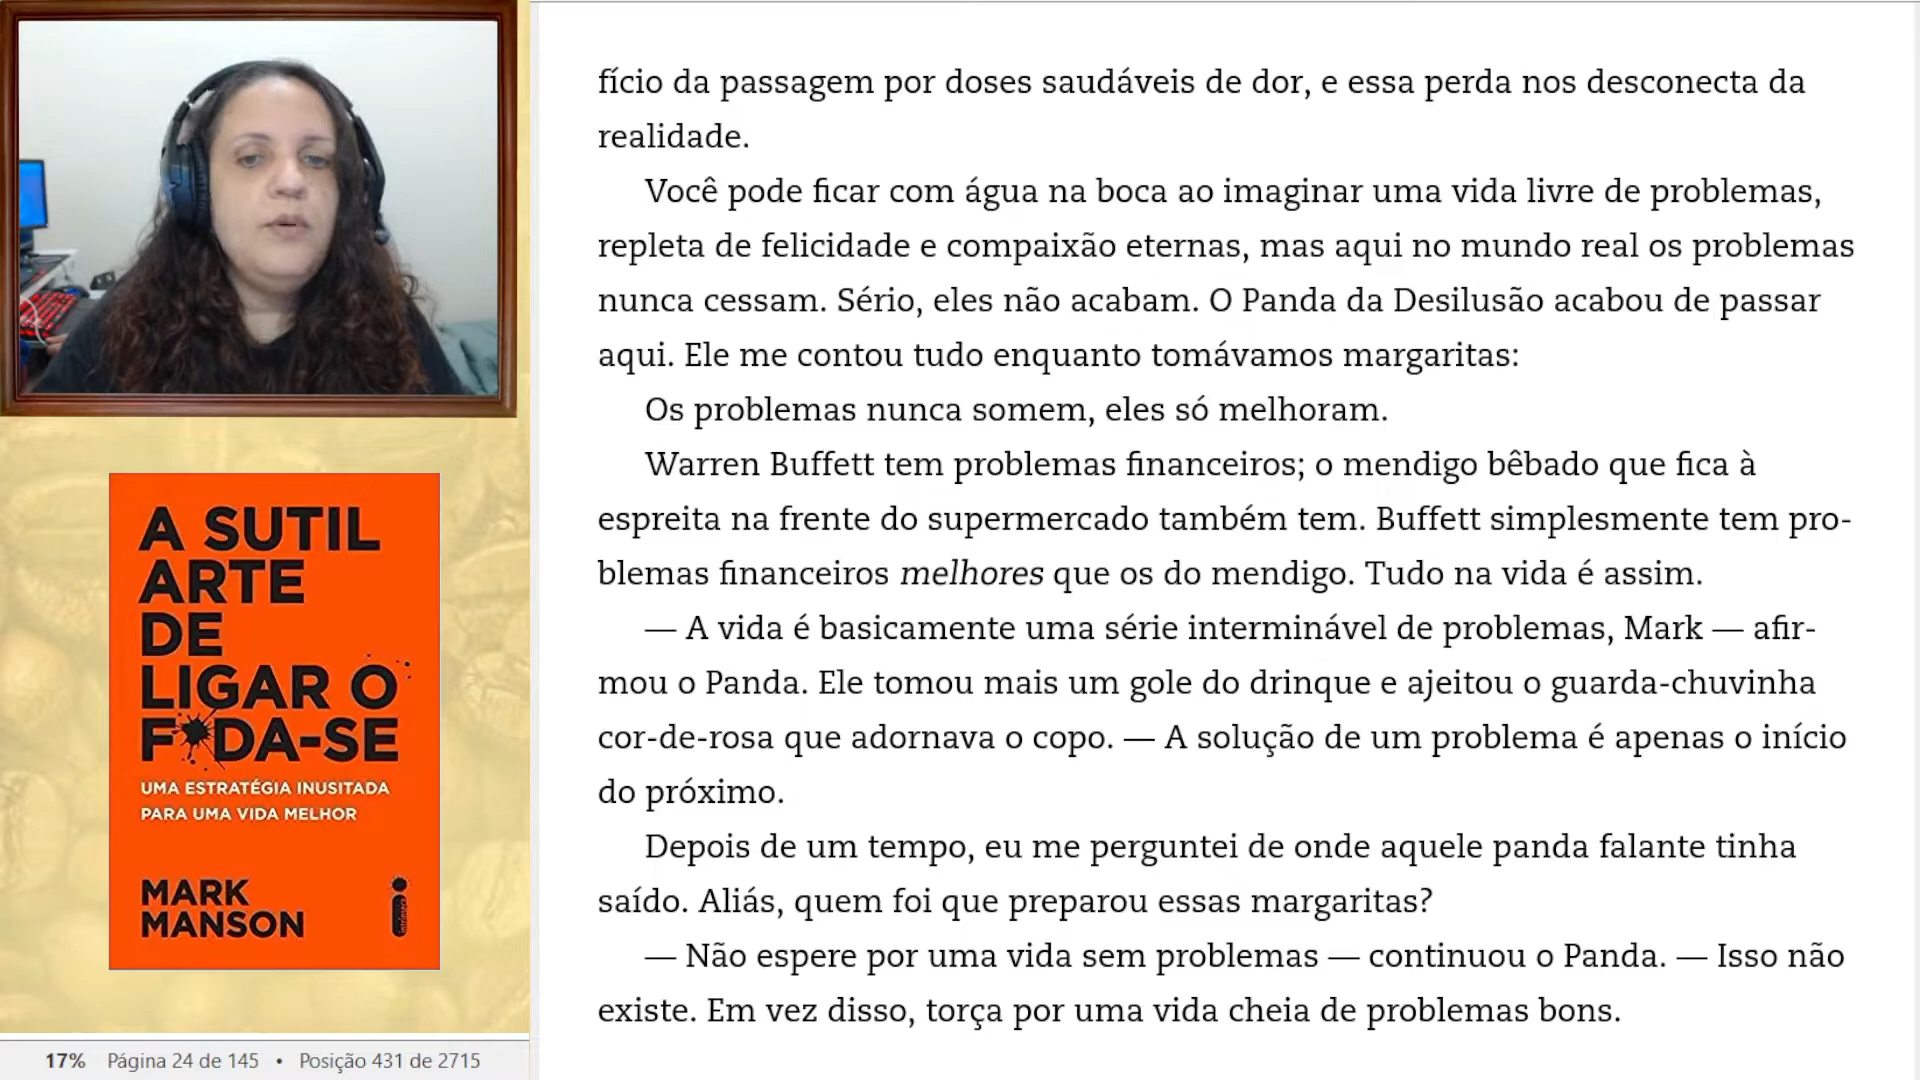 fício da passagem por doses saudáveis de dor, e essa perda nos desconecta da
realidade.
Você pode ficar com água na boca ao imaginar uma vida livre de problemas,
repleta de felicidade e compaixão eternas, mas aqui no mundo real os problemas
nunca cessam. Sério, eles não acabam. O Panda da Desilusão acabou de passar
aqui. Ele me contou tudo enquanto tomávamos margaritas:
Os problemas nunca somem, eles só melhoram.
Warren Buffett tem problemas financeiros; o mendigo bêbado que fica à
espreita na frente do supermercado também tem. Buffett simplesmente tem pro-
blemas financeiros melhores que os do mendigo. Tudo na vida é assim.
— A vida é basicamente uma série interminável de problemas, Mark — afir-
mou o Panda. Ele tomou mais um gole do drinque e ajeitou o guarda-chuvinha
cor-de-rosa que adornava o copo. — A solução de um problema é apenas o início
do próximo.
Depois de um tempo, eu me perguntei de onde aquele panda falante tinha
saído. Aliás, quem foi que preparou essas margaritas?
— Não espere por uma vida sem problemas — continuou o Panda. — Isso não
existe. Em vez disso, torça por uma vida cheia de problemas bons.
A SUTIL
ARTE
DE
LIGAR O
F*DA-SE
UMA ESTRATÉGIA INUSITADA
PARA UMA VIDA MELHOR
MARK
MANSON
17% Página 24 de 145 • Posição 431 de 2715